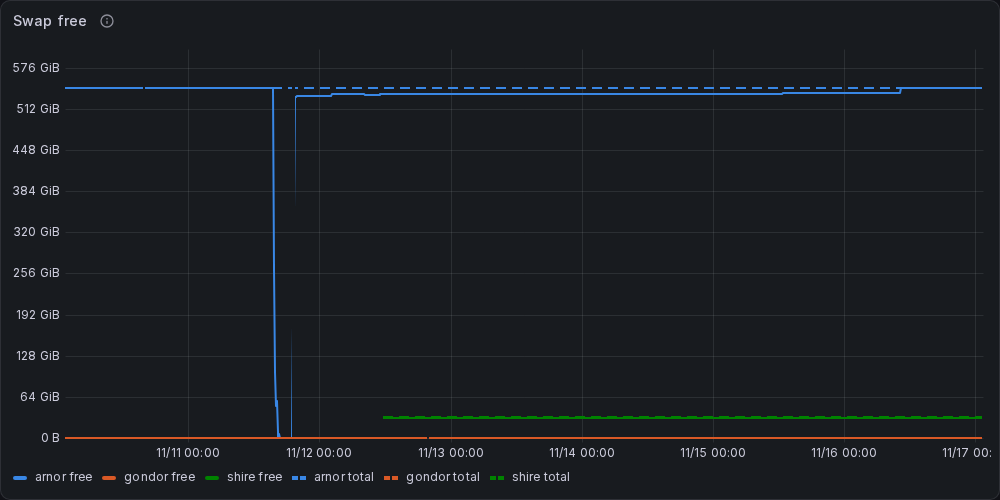 Swap free
576 GiB
512 GiB
448 GiB
384 GiB
320 GiB
256 GiB
192 GiB
128 GiB
64 GiB
0 B
11/11 00:00 11/12 00:00 11/13 00:00 11/14 00:00 11/15 00:00 11/16 00:00 11/17 00:
arnor free gondor free shire free arnor total gondor total shire total